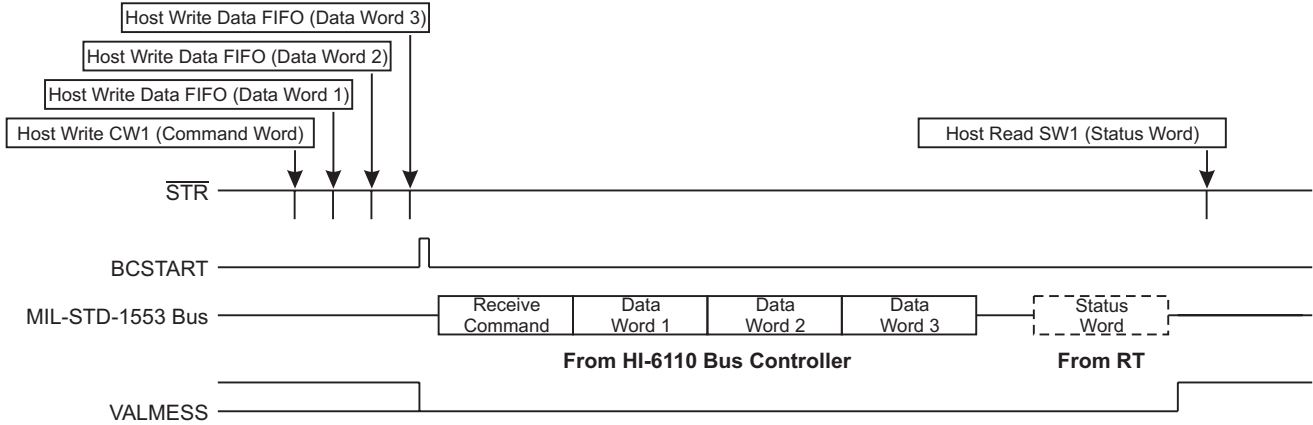 Host Write Data FIFO (Data Word 3)
Host Write Data FIFO (Data Word 2)
Host Write Data FIFO (Data Word 1)
Host Write CW1 (Command Word)
Host Read SW1 (Status Word)
STR
BCSTART
MIL-STD-1553 Bus
Receive
Command
Data
Word 1
Data
Word 2
Data
Word 3
Status
Word
From HI-6110 Bus Controller
From RT
VALMESS